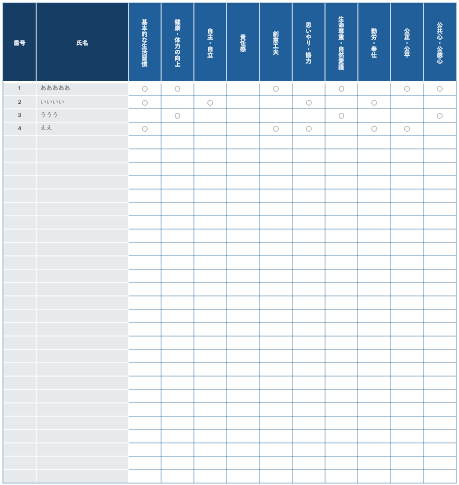 番号 氏名 基本的な生活習慣 健康・体力の向上 自主・自立 責任感 創意工夫 思いやり・協力 生命尊重・自然愛護 勤労・奉仕 公正・公平 公共心・公徳心
1 あああああ ○ ○ ○ ○ ○ ○
2 いいいい ○ ○ ○ ○
3 ううう ○ ○ ○
4 ええ ○ ○ ○ ○ ○